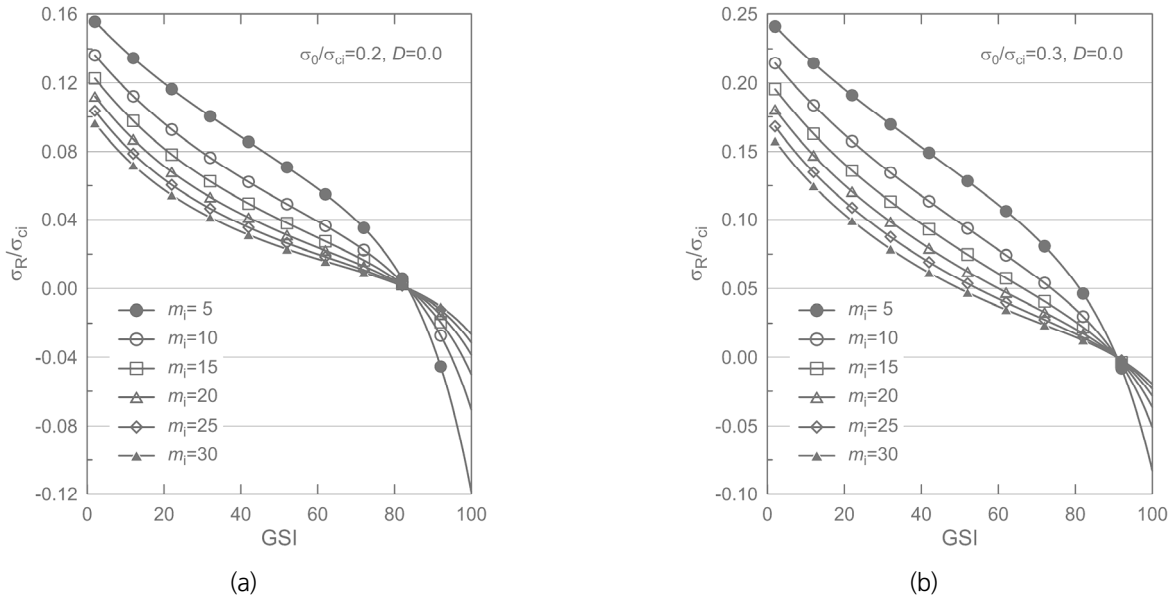 0.16
0.12
0.08
0.04
0.00
-0.04
-0.08
-0.12
σR/σci
σ0/σci=0.2, D=0.0
mi= 5
mi=10
mi=15
mi=20
mi=25
mi=30
0 20 40 60 80 100
GSI
(a)
0.25
0.20
0.15
0.10
0.05
0.00
-0.05
-0.10
σR/σci
σ0/σci=0.3, D=0.0
mi= 5
mi=10
mi=15
mi=20
mi=25
mi=30
0 20 40 60 80 100
GSI
(b)